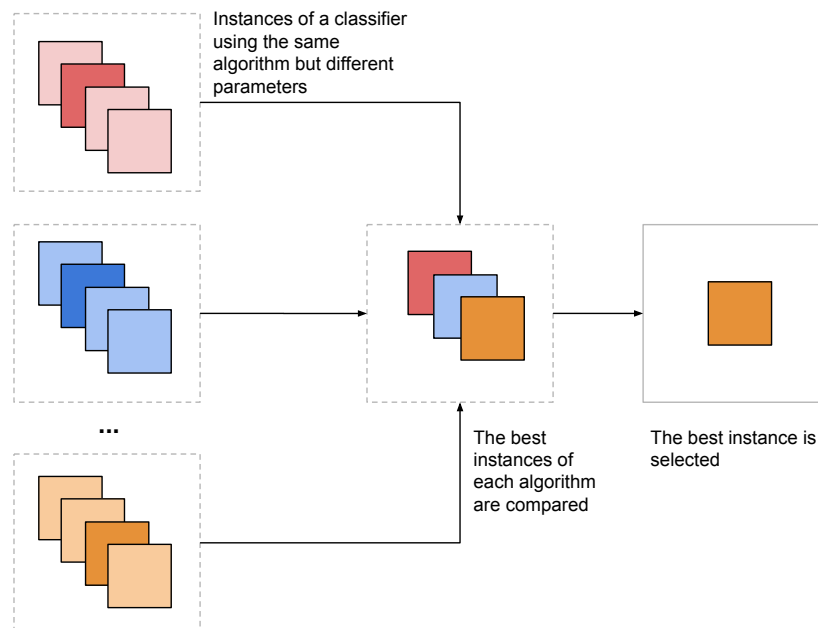 Instances of a classifier
using the same
algorithm but different
parameters
...
The best
instances of
each algorithm
are compared
The best instance is
selected